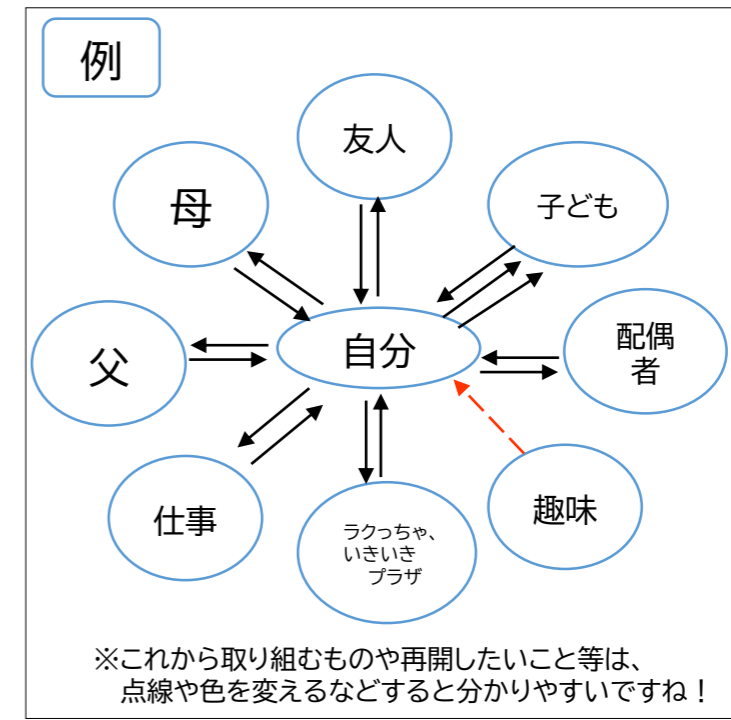 例
友人
母
子ども
父
自分
配偶
者
仕事
ラクっちゃ、
いきいき
プラザ
趣味
※これから取り組むものや再開したいこと等は、
点線や色を変えるなどすると分かりやすいですね！